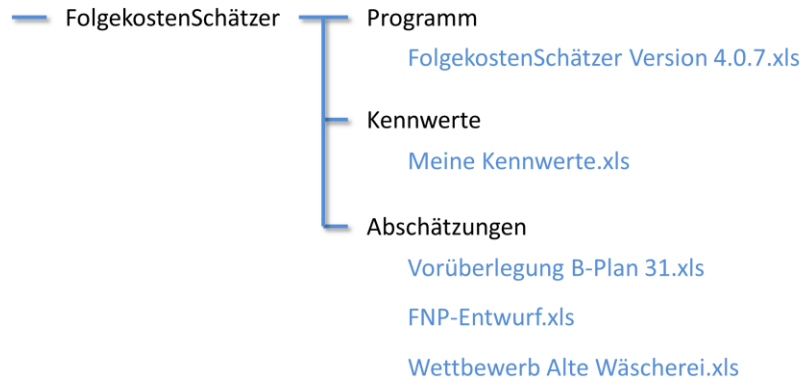 FolgekostenSchätzer
Programm
FolgekostenSchätzer Version 4.0.7.xls
Kennwerte
Meine Kennwerte.xls
Abschätzungen
Vorüberlegung B-Plan 31.xls
FNP-Entwurf.xls
Wettbewerb Alte Wäscherei.xls